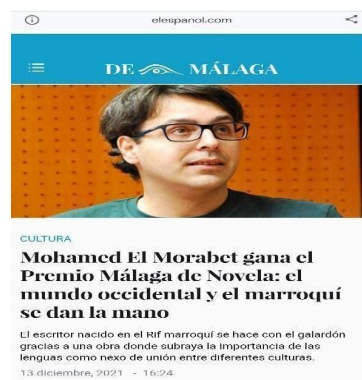 elespanol.com
DE MÁLAGA
CULTURA
Mohamed El Morabet gana el
Premio Málaga de Novela: el
mundo occidental y el marroquí
se dan la mano
El escritor nacido en el Rif marroquí se hace con el galardón
gracias a una obra donde subraya la importancia de las
lenguas como nexo de unión entre diferentes culturas.
13 diciembre, 2021 - 16:24